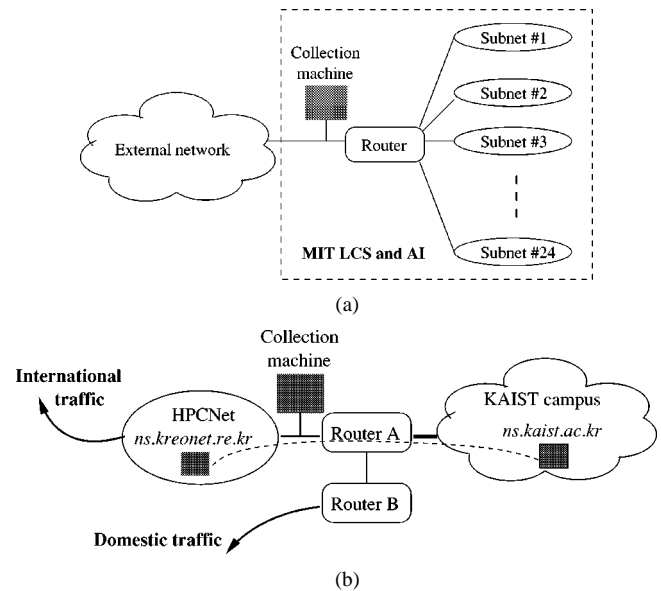 Collection
machine
External network
Router
Subnet #1
Subnet #2
Subnet #3
Subnet #24
MIT LCS and AI
(a)
Collection
machine
International
traffic
HPCNet
ns.kreonet.re.kr
Router A
KAIST campus
ns.kaist.ac.kr
Router B
Domestic traffic
(b)